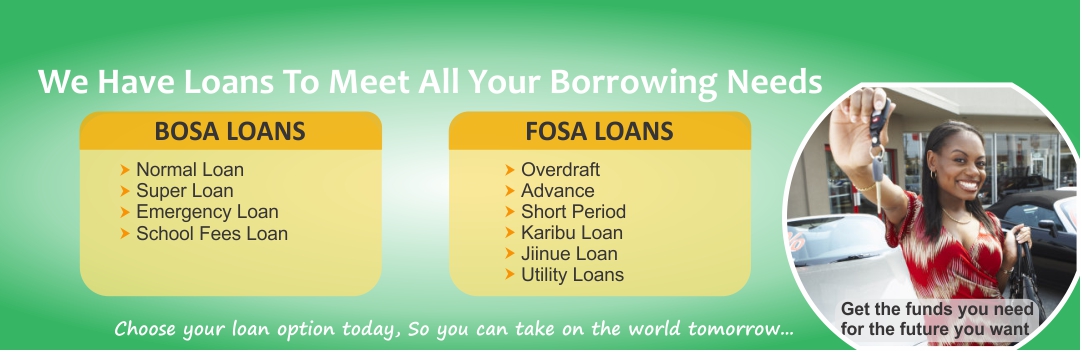 We Have Loans To Meet All Your Borrowing Needs
BOSA LOANS
Normal Loan
Super Loan
Emergency Loan
School Fees Loan
FOSA LOANS
Overdraft
Advance
Short Period
Karibu Loan
Jiinue Loan
Utility Loans
Get the funds you need
for the future you want
Choose your loan option today, So you can take on the world tomorrow...